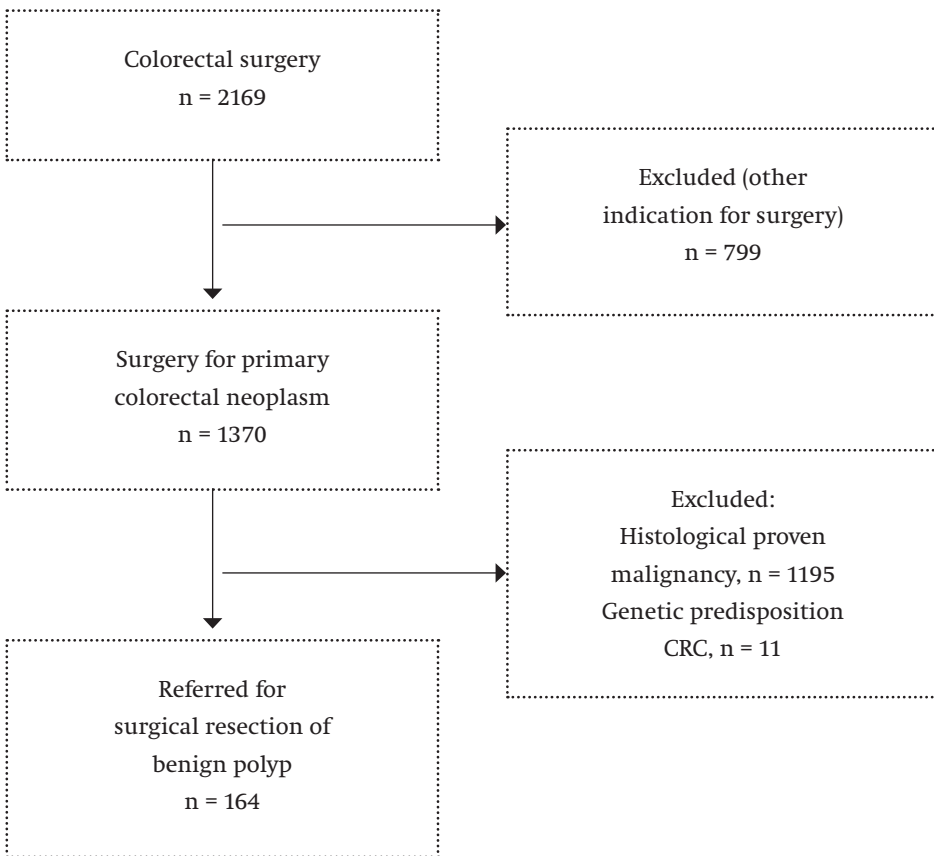 Colorectal surgery
n = 2169
Excluded (other
indication for surgery)
n = 799
Surgery for primary
colorectal neoplasm
n = 1370
Excluded:
Histological proven
malignancy, n = 1195
Genetic predisposition
CRC, n = 11
Referred for
surgical resection of
benign polyp
n = 164